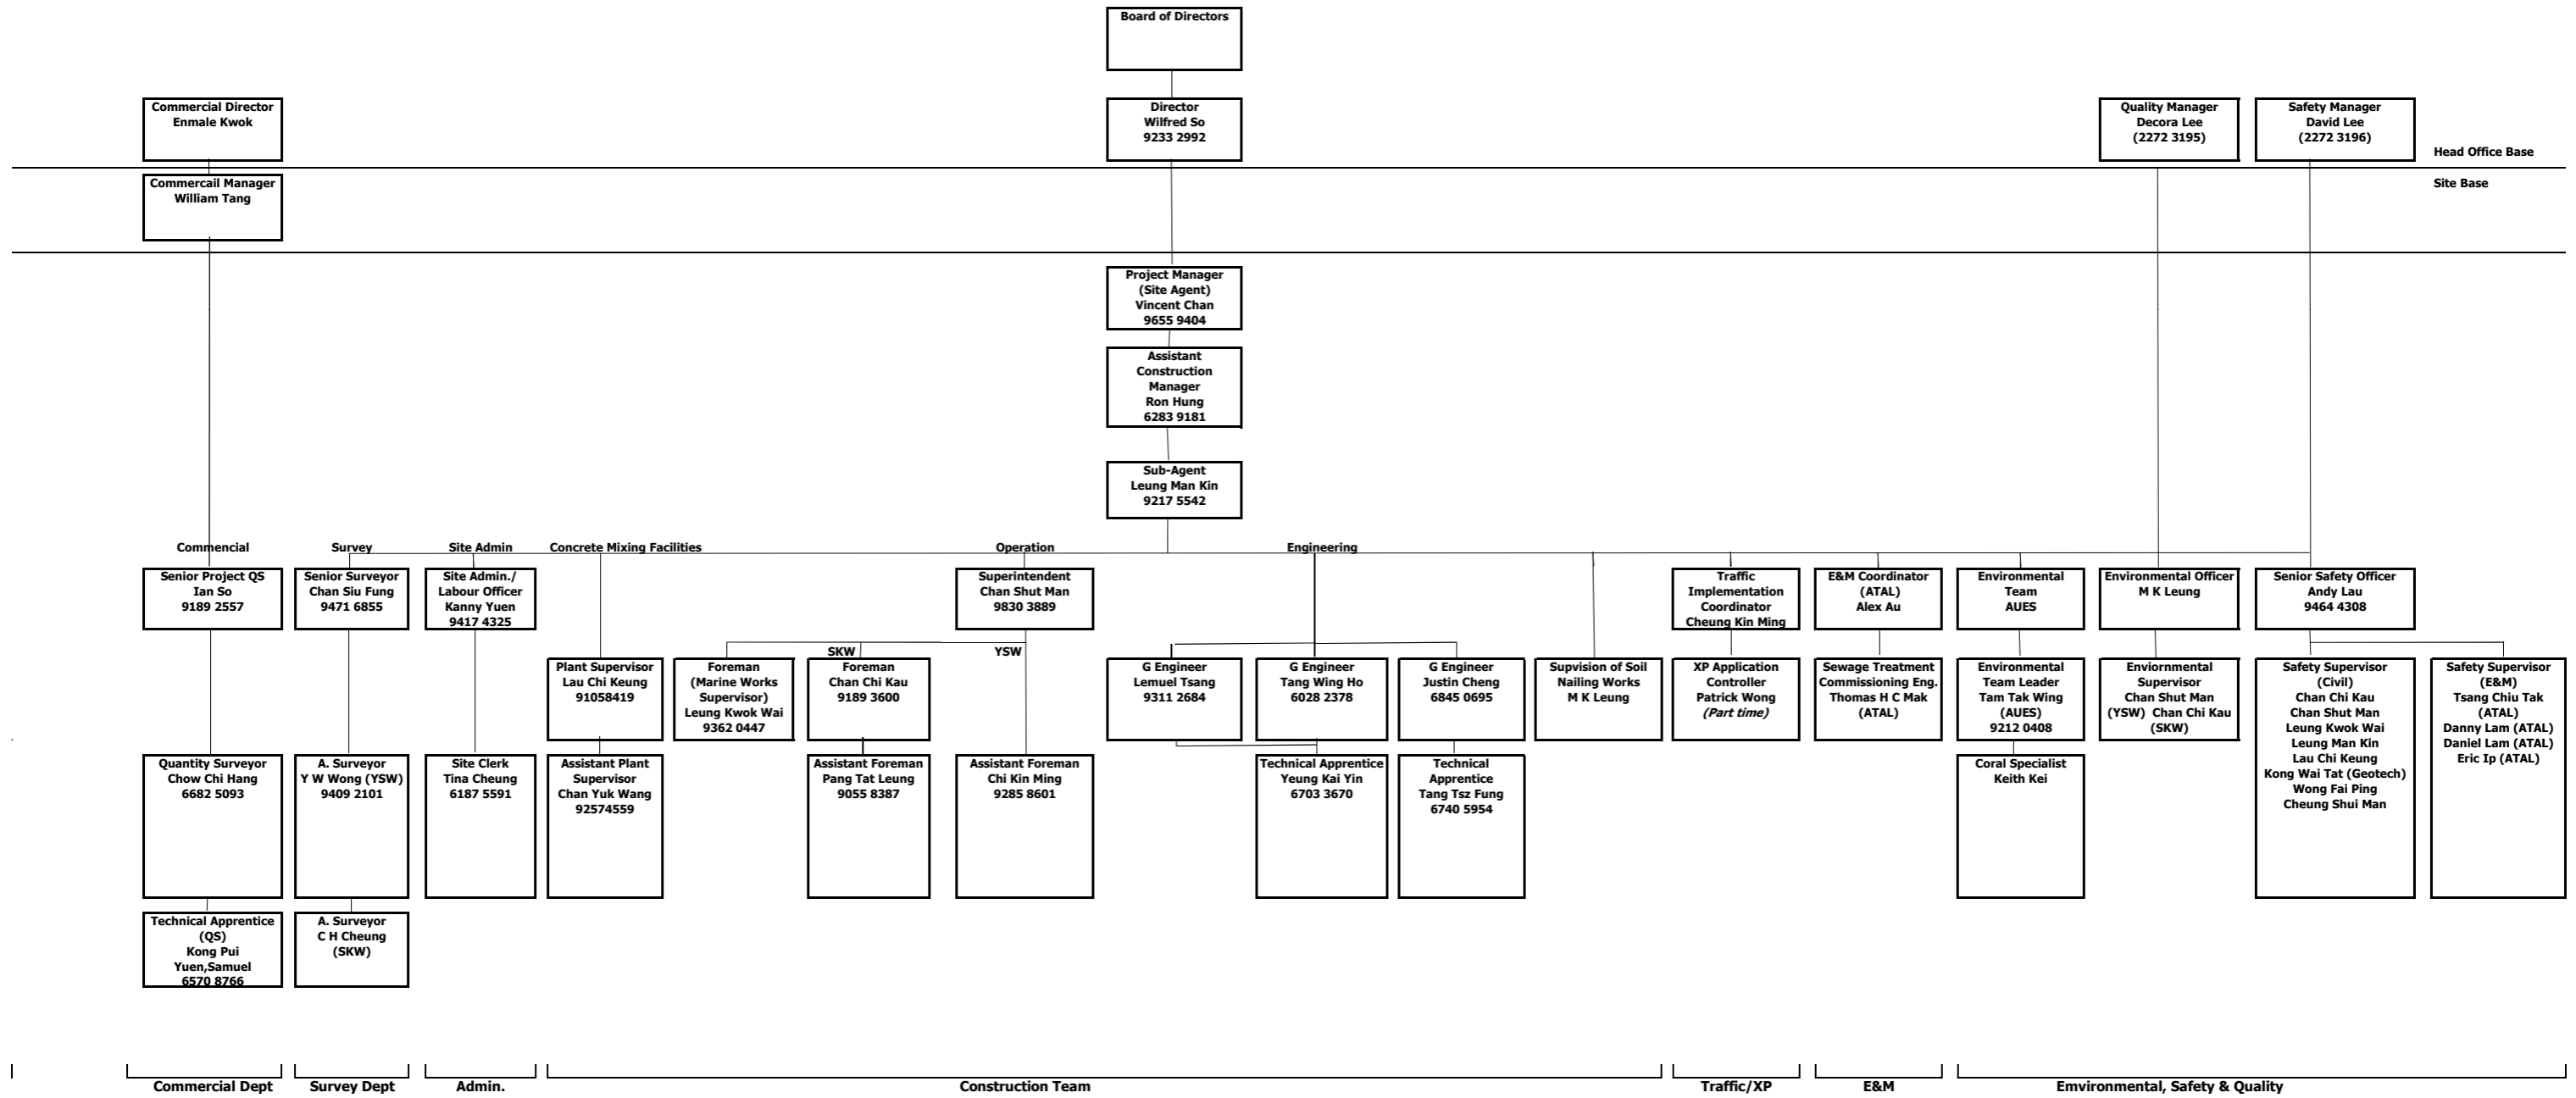 Board of Directors
Commercial Director
Enmale Kwok
Director
Wilfred So
9233 2992
Quality Manager
Decora Lee
(2272 3195)
Safety Manager
David Lee
(2272 3196)
Head Office Base
Commercail Manager
William Tang
Site Base
Project Manager
(Site Agent)
Vincent Chan
9655 9404
Assistant
Construction
Manager
Ron Hung
6283 9181
Sub-Agent
Leung Man Kin
9217 5542
Commencial
Survey
Site Admin
Concrete Mixing Facilities
Operation
Engineering
Senior Project QS
Ian So
9189 2557
Senior Surveyor
Chan Siu Fung
9471 6855
Site Admin./
Labour Officer
Kanny Yuen
9417 4325
Superintendent
Chan Shut Man
9830 3889
Traffic
Implementation
Coordinator
Cheung Kin Ming
E&M Coordinator
(ATAL)
Alex Au
Environmental
Team
AUES
Environmental Officer
M K Leung
Senior Safety Officer
Andy Lau
9464 4308
SKW
YSW
Plant Supervisor
Lau Chi Keung
91058419
Foreman
(Marine Works
Supervisor)
Leung Kwok Wai
9362 0447
Foreman
Chan Chi Kau
9189 3600
G Engineer
Lemuel Tsang
9311 2684
G Engineer
Tang Wing Ho
6028 2378
G Engineer
Justin Cheng
6845 0695
Supvision of Soil
Nailing Works
M K Leung
XP Application
Controller
Patrick Wong
(Part time)
Sewage Treatment
Commissioning Eng.
Thomas H C Mak
(ATAL)
Environmental
Team Leader
Tam Tak Wing
(AUES)
9212 0408
Enviornmental
Supervisor
Chan Shut Man
(YSW) Chan Chi Kau
(SKW)
Safety Supervisor
(Civil)
Chan Chi Kau
Chan Shut Man
Leung Kwok Wai
Leung Man Kin
Lau Chi Keung
Kong Wai Tat (Geotech)
Wong Fai Ping
Cheung Shui Man
Safety Supervisor
(E&M)
Tsang Chiu Tak
(ATAL)
Danny Lam (ATAL)
Daniel Lam (ATAL)
Eric Ip (ATAL)
Quantity Surveyor
Chow Chi Hang
6682 5093
A. Surveyor
Y W Wong (YSW)
9409 2101
Site Clerk
Tina Cheung
6187 5591
Assistant Plant
Supervisor
Chan Yuk Wang
92574559
Assistant Foreman
Pang Tat Leung
9055 8387
Assistant Foreman
Chi Kin Ming
9285 8601
Technical Apprentice
Yeung Kai Yin
6703 3670
Technical
Apprentice
Tang Tsz Fung
6740 5954
Coral Specialist
Keith Kei
Technical Apprentice
(QS)
Kong Pui
Yuen,Samuel
6570 8766
A. Surveyor
C H Cheung
(SKW)
Commercial Dept
Survey Dept
Admin.
Construction Team
Traffic/XP
E&M
Emvironmental, Safety & Quality